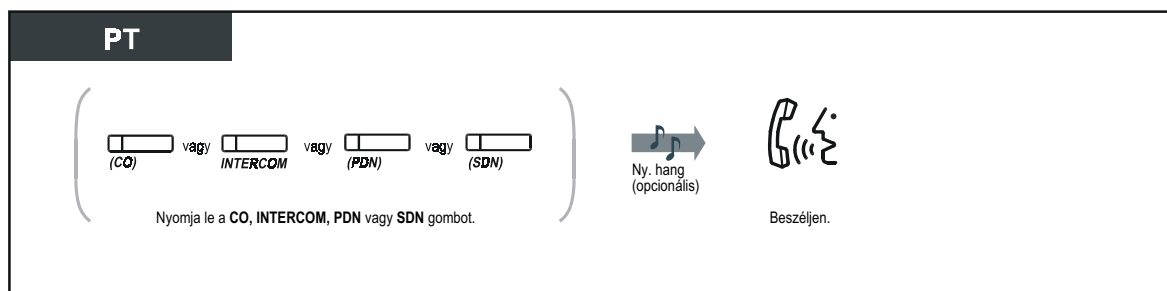 PT
vagy vagy vagy
(CO) INTERCOM (PDN) (SDN)
Nyomja le a CO, INTERCOM, PDN vagy SDN gombot.
Ny. hang
(opcionális)
Beszéljen.